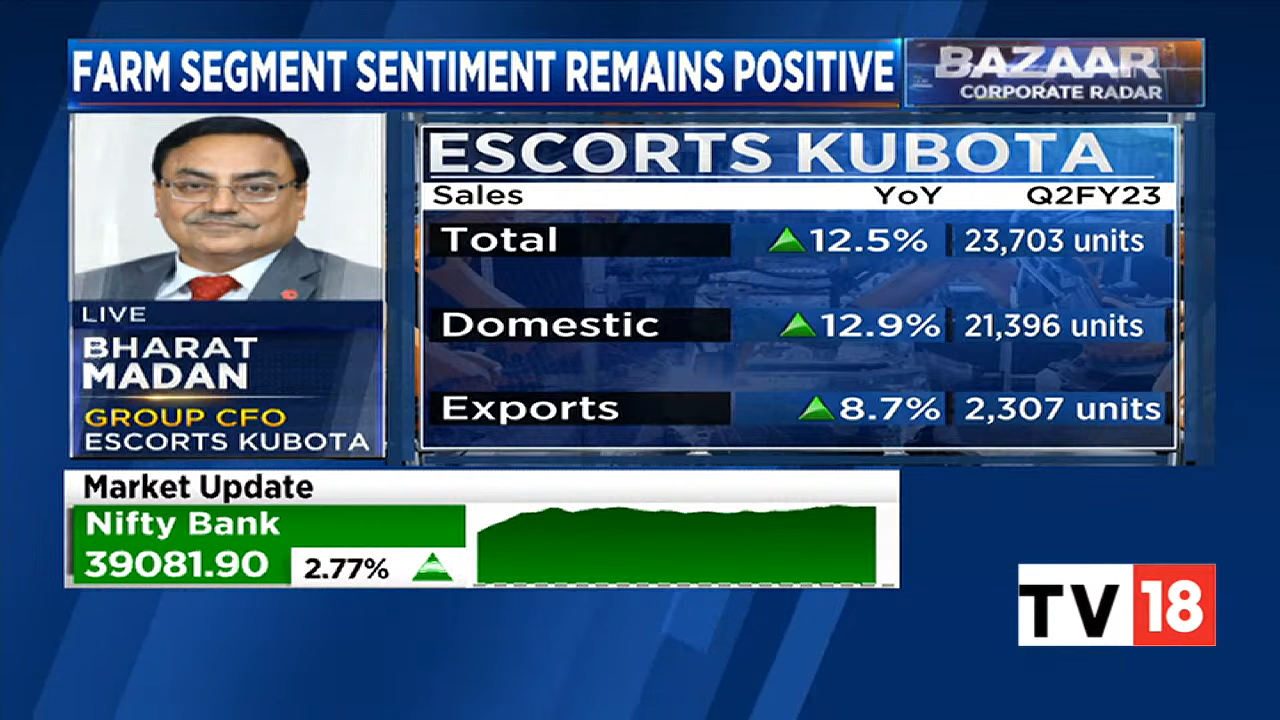 FARM SEGMENT SENTIMENT REMAINS POSITIVE
BAZAAR
CORPORATE RADAR
LIVE
BHARAT
MADAN
GROUP CFO
ESCORTS KUBOTA
ESCORTS KUBOTA
Sales YoY Q2FY23
Total 12.5% 23,703 units
Domestic 12.9% 21,396 units
Exports 8.7% 2,307 units
Market Update
Nifty Bank
39081.90 2.77%
TV18